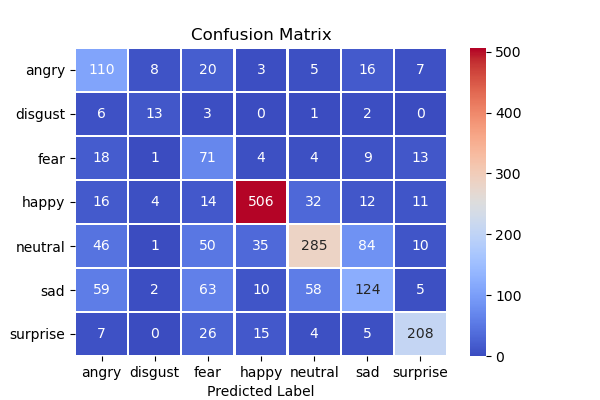 Confusion Matrix
angry 110 8 20 3 5 16 7
disgust 6 13 3 0 1 2 0
fear 18 1 71 4 4 9 13
happy 16 4 14 506 32 12 11
neutral 46 1 50 35 285 84 10
sad 59 2 63 10 58 124 5
surprise 7 0 26 15 4 5 208
angry disgust fear happy neutral sad surprise
Predicted Label
500
400
300
200
100
0